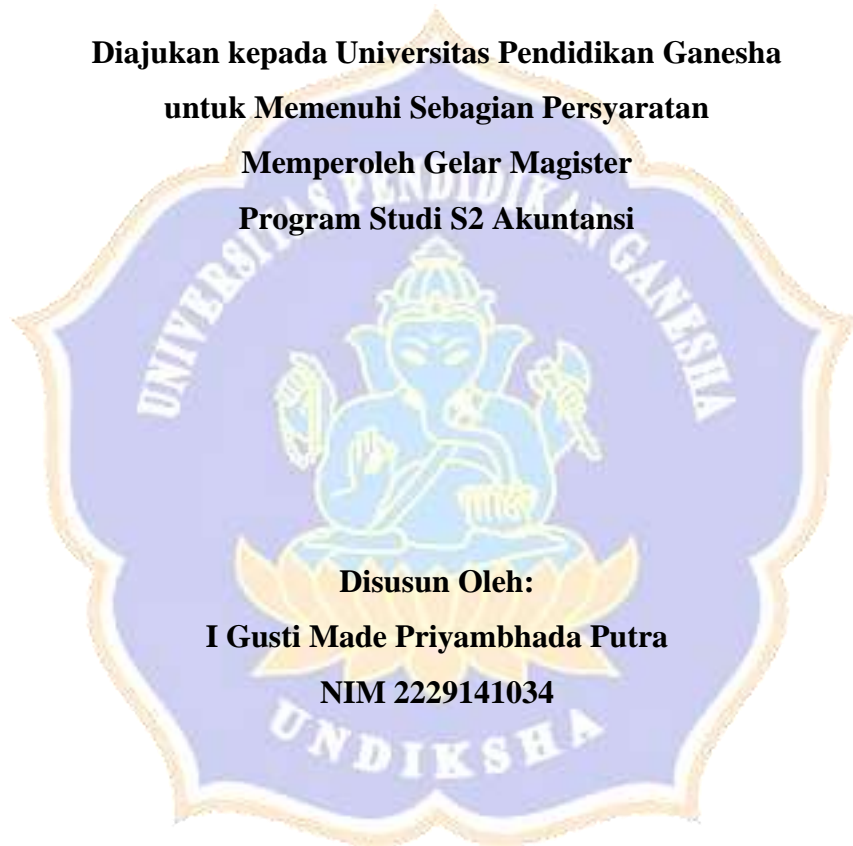 Diajukan kepada Universitas Pendidikan Ganesha
untuk Memenuhi Sebagian Persyaratan
Memperoleh Gelar Magister
Program Studi S2 Akuntansi
UNIVERSITAS PENDIDIKAN GANESHA
Disusun Oleh:
I Gusti Made Priyambhada Putra
NIM 2229141034
UNDIKSHA